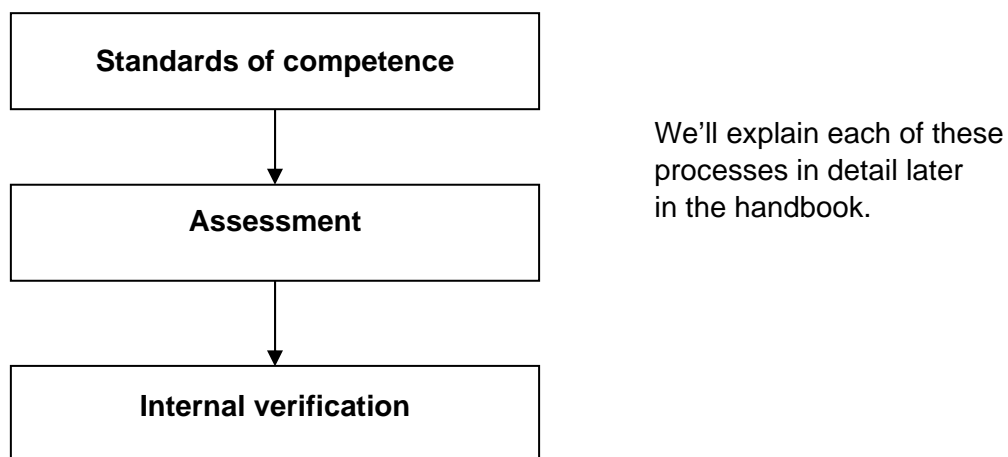 Standards of competence
We’ll explain each of these
processes in detail later
in the handbook.
Assessment
Internal verification